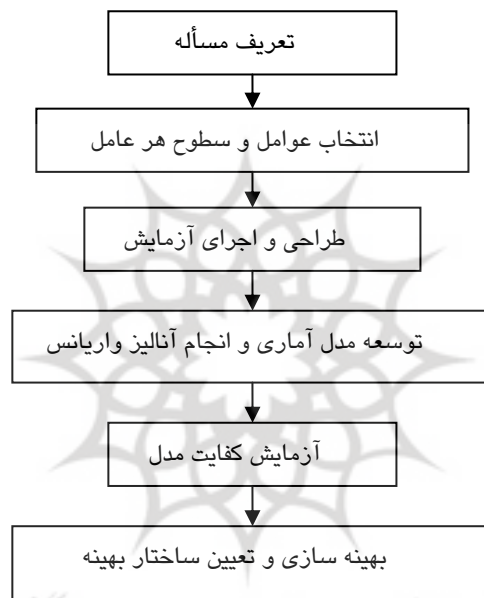 تعریف مسأله
انتخاب عوامل و سطوح هر عامل
طراحی و اجرای آزمایش
توسعه مدل آماری و انجام آنالیز واریانس
آزمایش کفایت مدل
بهینه سازی و تعیین ساختار بهینه